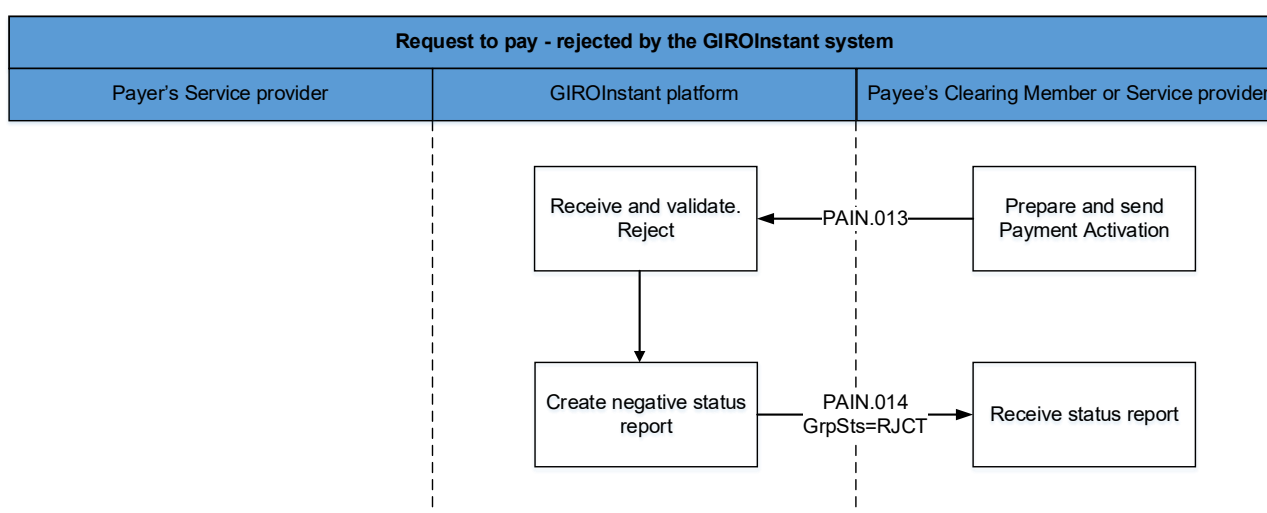 Request to pay - rejected by the GIROInstant system
Payer's Service provider
GIROInstant platform
Payee's Clearing Member or Service provider
Receive and validate.
Reject
PAIN.013
Prepare and send
Payment Activation
Create negative status
report
PAIN.014
GrpSts=RJCT
Receive status report